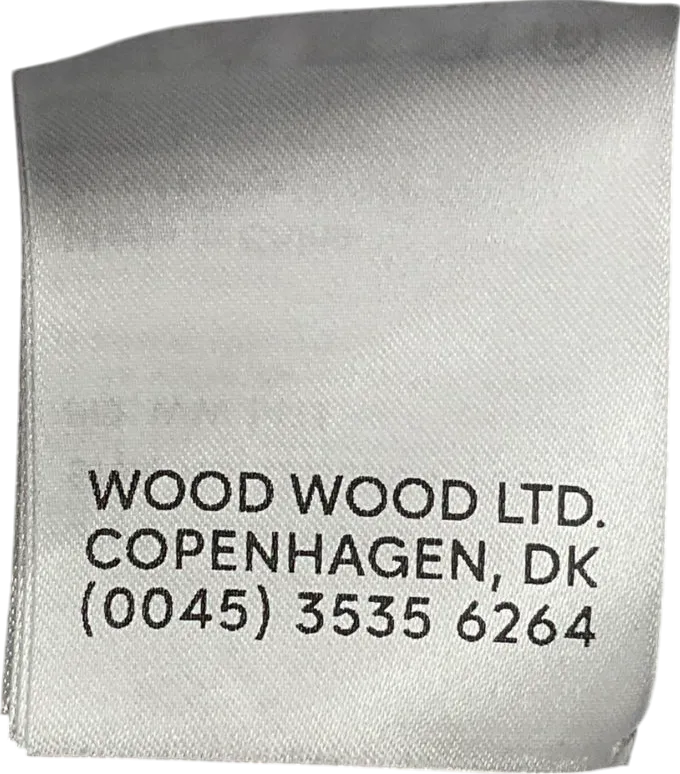 WOOD WOOD LTD.
COPENHAGEN, DK
(0045) 3535 6264